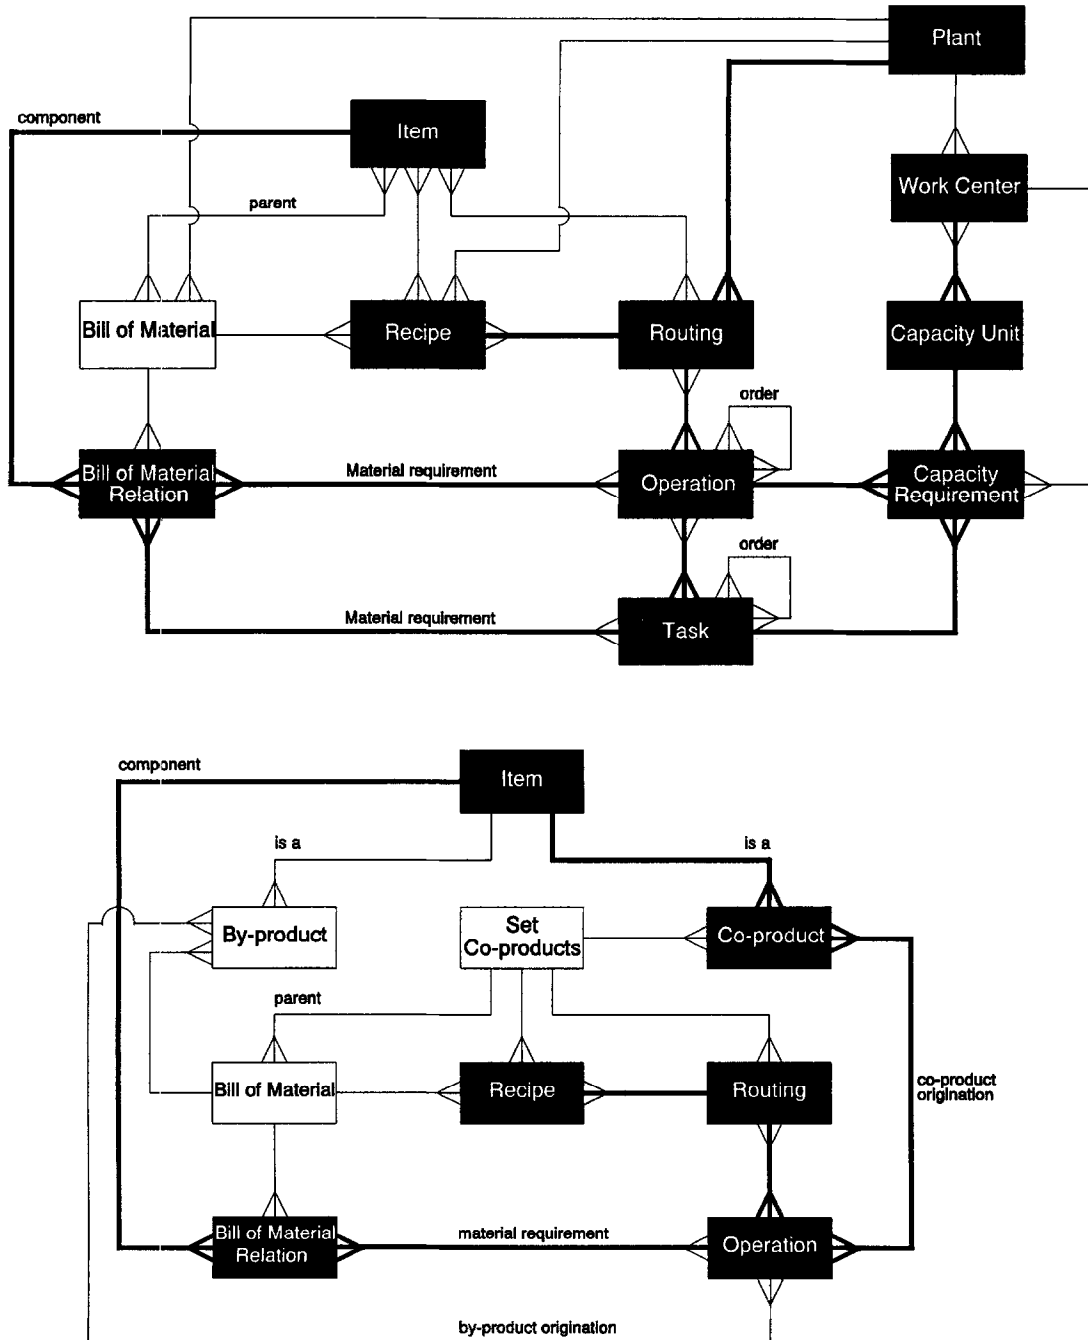 Plant
component
Item
Work Center
parent
Bill of Material
Recipe
Routing
Capacity Unit
order
Bill of Material
Relation
Material requirement
Operation
Capacity
Requirement
order
Material requirement
Task
component
Item
is a
is a
By-product
Set
Co-products
Co-product
parent
Bill of Material
Recipe
Routing
co-product
origination
Bill of Material
Relation
material requirement
Operation
by-product origination